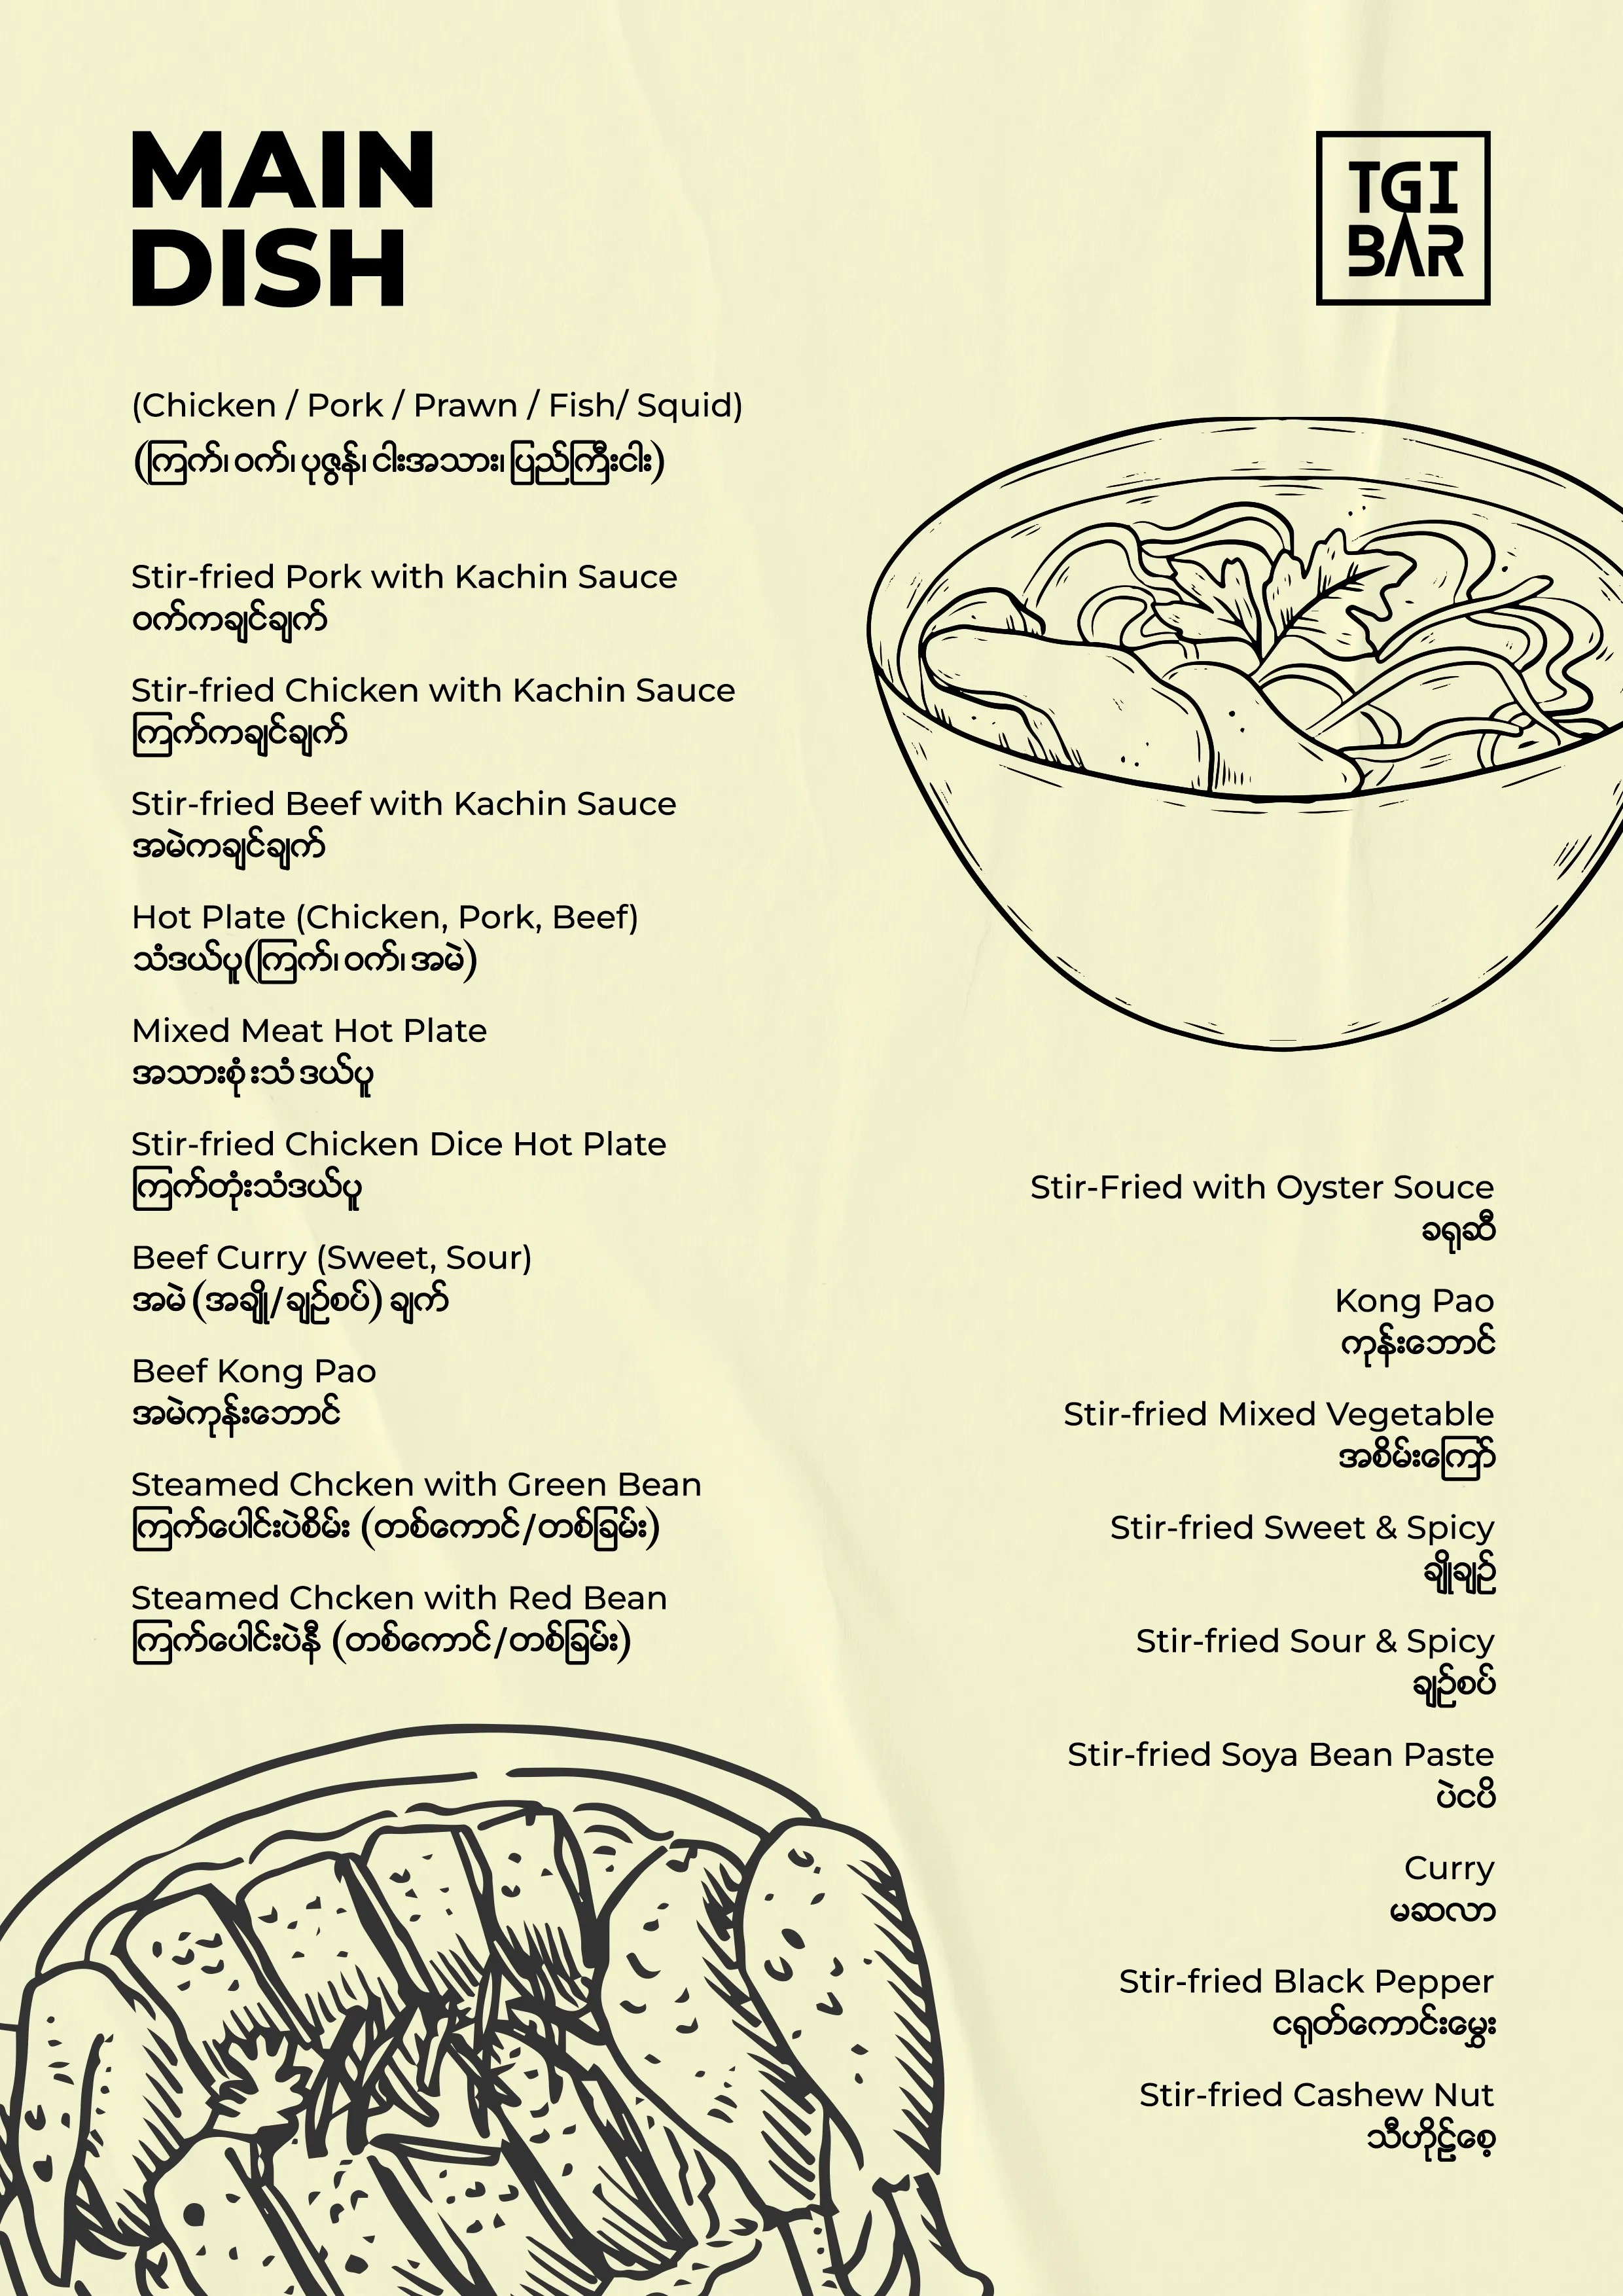 MAIN
DISH
TGI
BAR
(Chicken / Pork / Prawn / Fish/ Squid)
(ကြက်၊ ဝက်၊ ပုဇွန်၊ ငါးအသား၊ ပြည်ကြီးငါး)
Stir-fried Pork with Kachin Sauce
ဝက်ကချင်ချက်
Stir-fried Chicken with Kachin Sauce
ကြက်ကချင်ချက်
Stir-fried Beef with Kachin Sauce
အမဲကချင်ချက်
Hot Plate (Chicken, Pork, Beef)
သံဒယ်ပူ(ကြက်၊ ဝက်၊ အမဲ)
Mixed Meat Hot Plate
အသားစုံးသံဒယ်ပူ
Stir-fried Chicken Dice Hot Plate
ကြက်တုံးသံဒယ်ပူ
Beef Curry (Sweet, Sour)
အမဲ (အချို/ချဉ်စပ်) ချက်
Beef Kong Pao
အမဲကုန်းဘောင်
Steamed Chcken with Green Bean
ကြက်ပေါင်းပဲစိမ်း (တစ်ကောင်/တစ်ခြမ်း)
Steamed Chcken with Red Bean
ကြက်ပေါင်းပဲနီ (တစ်ကောင်/တစ်ခြမ်း)
Stir-Fried with Oyster Souce
ခရုဆီ
Kong Pao
ကုန်းဘောင်
Stir-fried Mixed Vegetable
အစိမ်းကြော်
Stir-fried Sweet & Spicy
ချိုချဉ်
Stir-fried Sour & Spicy
ချဉ်စပ်
Stir-fried Soya Bean Paste
ပဲငပိ
Curry
မဆလာ
Stir-fried Black Pepper
ငရုတ်ကောင်းမွှေး
Stir-fried Cashew Nut
သီဟိုဠ်စေ့